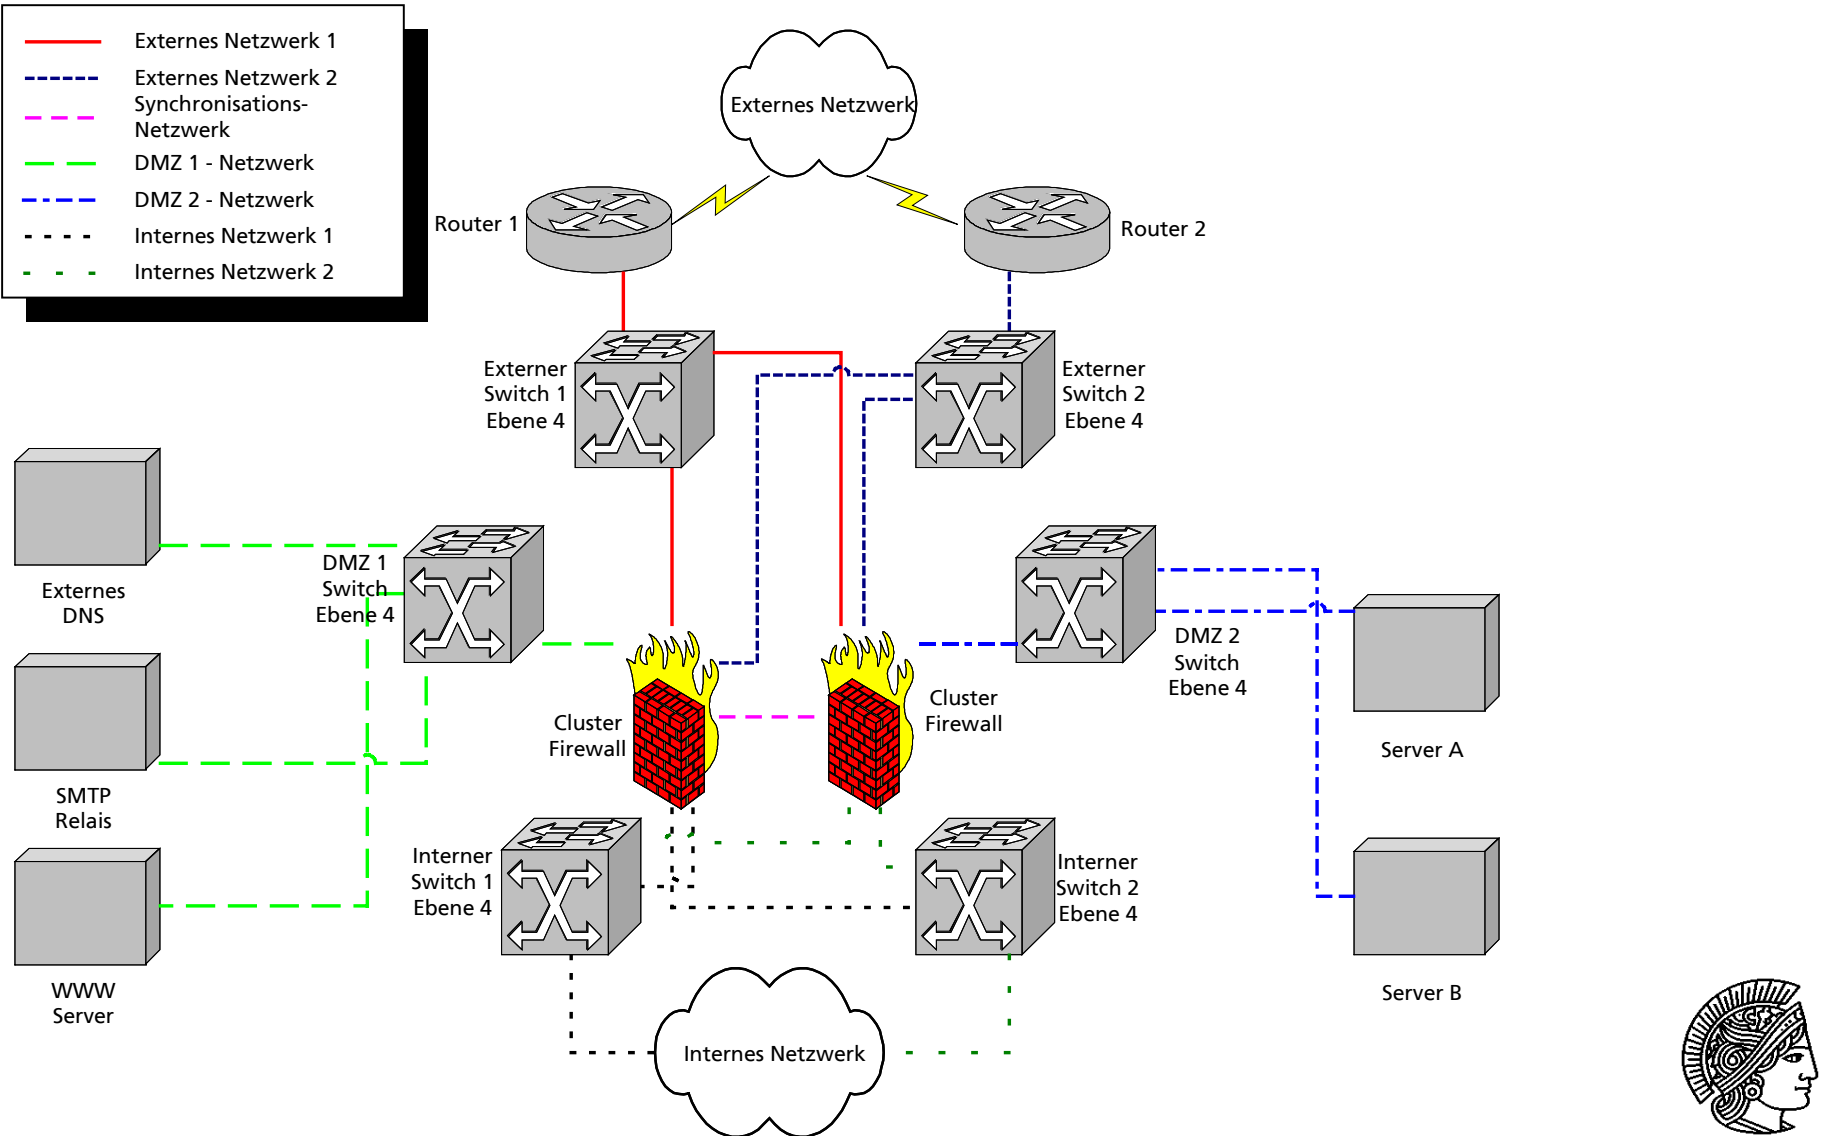 Externes Netzwerk 1
Externes Netzwerk 2
Synchronisations-
Netzwerk
DMZ 1 - Netzwerk
DMZ 2 - Netzwerk
Internes Netzwerk 1
Internes Netzwerk 2
Externes Netzwerk
Router 1
Router 2
Externer
Switch 1
Ebene 4
Externer
Switch 2
Ebene 4
Externes
DNS
DMZ 1
Switch
Ebene 4
DMZ 2
Switch
Ebene 4
Cluster
Firewall
Cluster
Firewall
Server A
SMTP
Relais
Interner
Switch 1
Ebene 4
Interner
Switch 2
Ebene 4
WWW
Server
Server B
Internes Netzwerk